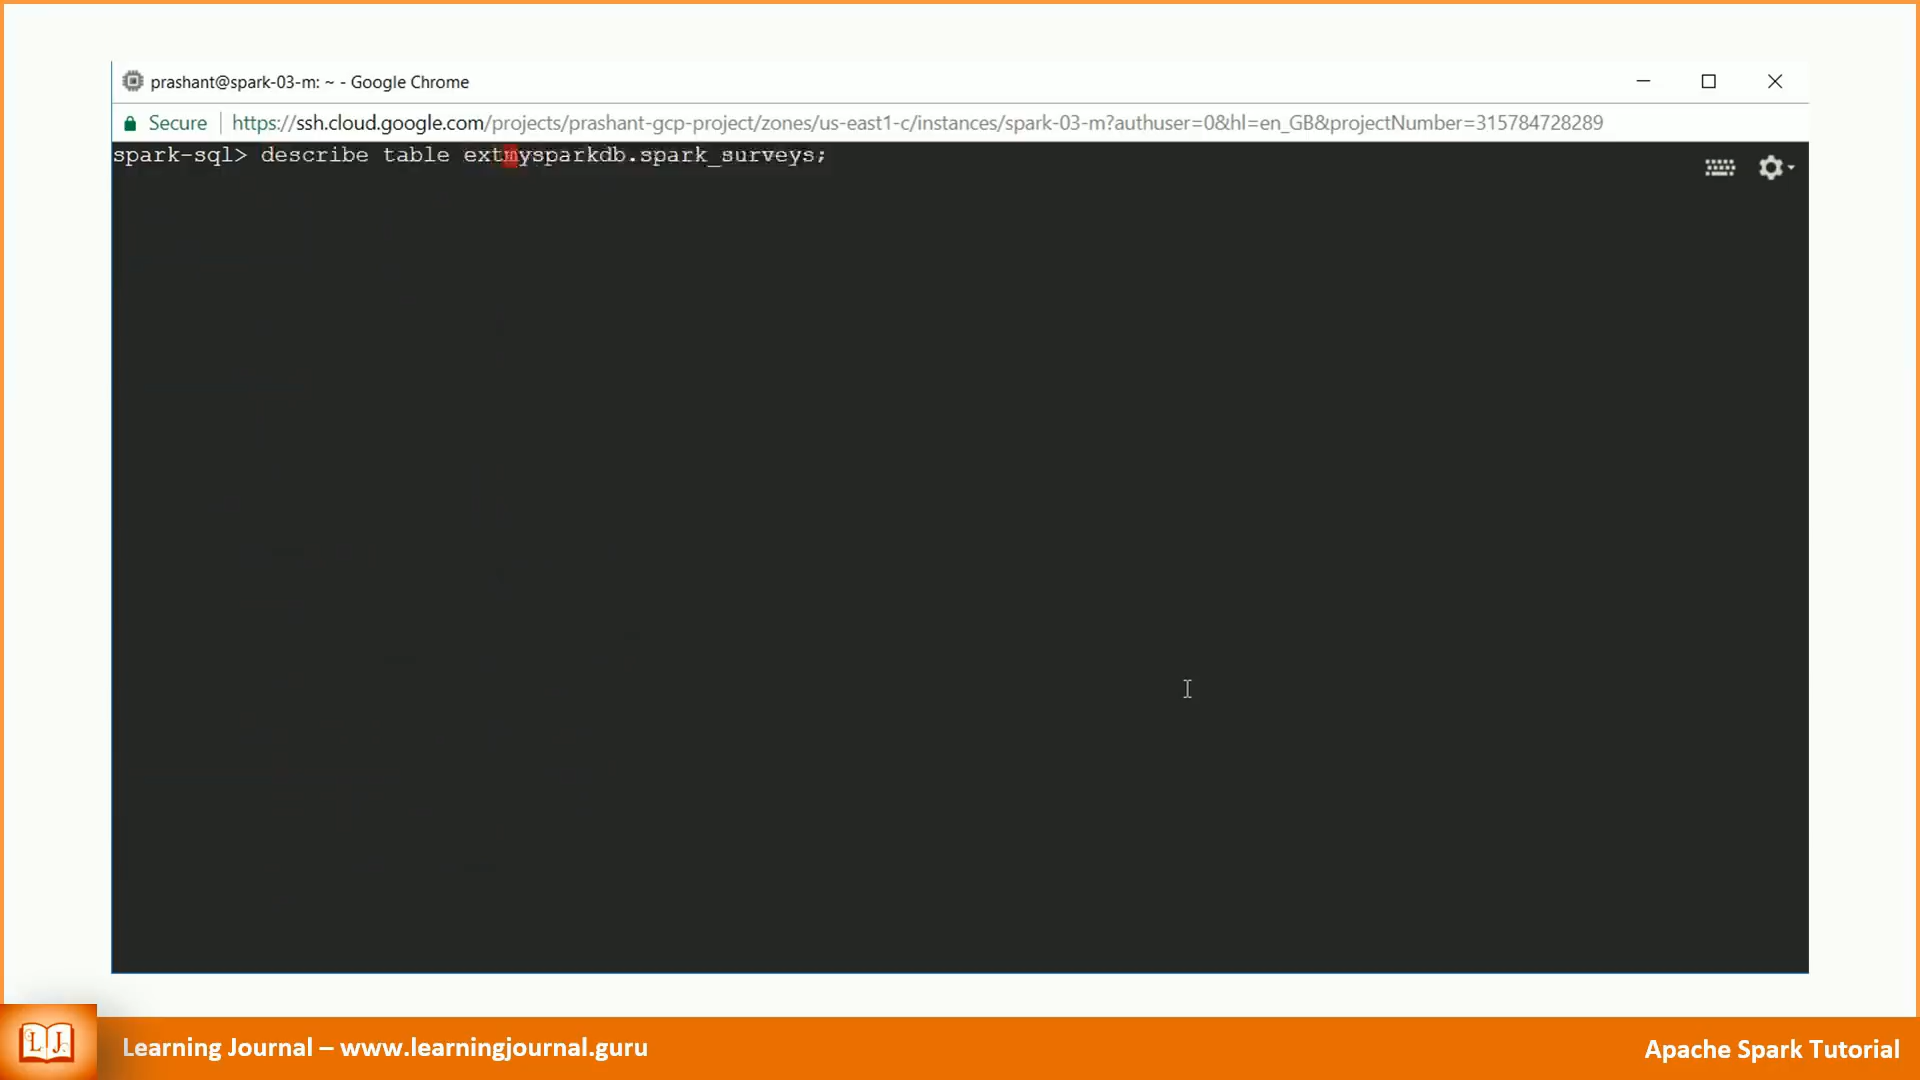 prashant@spark-03-m: ~ - Google Chrome
Secure | https://ssh.cloud.google.com/projects/prashant-gcp-project/zones/us-east1-c/instances/spark-03-m?authuser=0&hl=en_GB&projectNumber=315784728289
spark-sql> describe table extmysparkdb.spark_surveys;
LJ
Learning Journal – www.learningjournal.guru
Apache Spark Tutorial